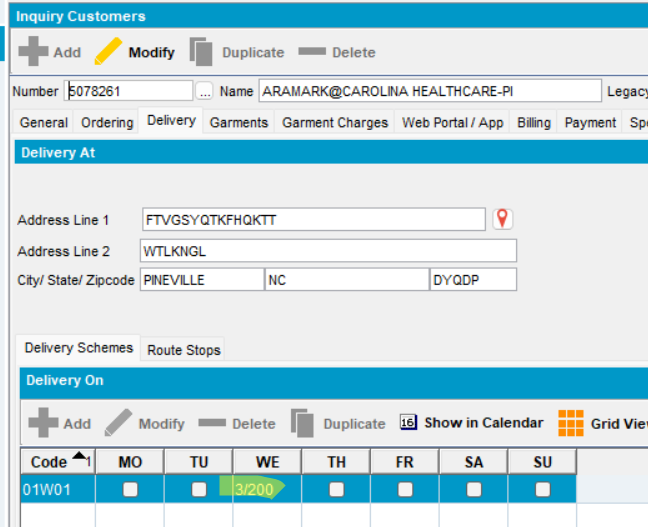 Inquiry Customers
Add Modify Duplicate Delete
Number 5078261 ... Name ARAMARK@CAROLINA HEALTHCARE-PI Legacy
General Ordering Delivery Garments Garment Charges Web Portal / App Billing Payment Spe
Delivery At
Address Line 1 FTVGSYQTKFHQKTT
Address Line 2 WTLKNGL
City/ State/ Zipcode PINEVILLE NC DYQDP
Delivery Schemes Route Stops
Delivery On
Add Modify Delete Duplicate 16 Show in Calendar Grid View
Code 1 MO TU WE TH FR SA SU
01W01 3/200